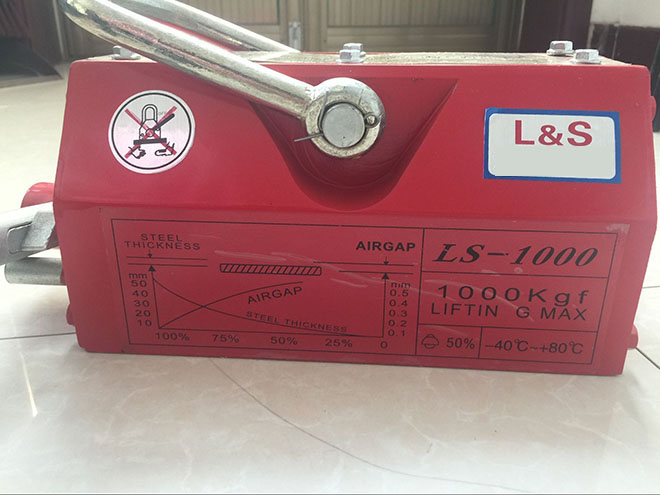 L&S
STEEL
THICKNESS
AIRGAP
mm
50
40
30
20
10
AIRGAP
STEEL THICKNESS
mm
0.5
0.4
0.3
0.2
0.1
100% 75% 50% 25% 0
LS-1000
1000Kgf
LIFTIN G MAX
50%
-40℃~+80℃